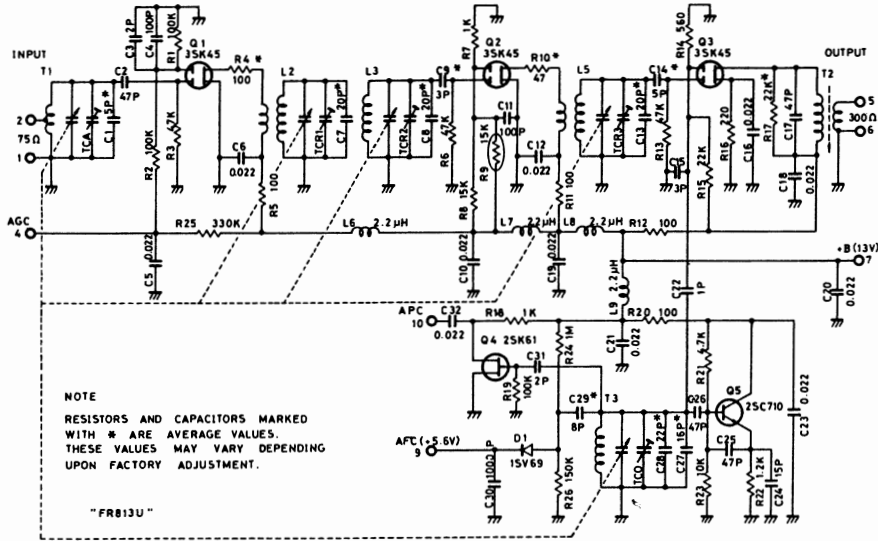 INPUT
T1
2
75Ω
1
TCA
C1
5P*
C2
47P
C3
2P
C4
100P
R1
100K
Q1
3SK45
R4 *
100
R2 100K
R3 47K
C6
0.022
R5 100
L2
TCR1
C7
20P*
L3
TCR2
C8
20P*
C9 *
3P
R6 47K
R7 1K
Q2
3SK45
R10 *
47
C11
100P
15K
R9
R8 15K
C12
0.022
R11 100
L5
TCR3
C13
20P*
C14 *
5P
R13 47K
C15
3P
R14 560
Q3
3SK45
R15 22K
R16 220
C16 0.022
R17 22K*
C17 47P
C18
0.022
T2
OUTPUT
5
300Ω
6
AGC
4
R25 330K
C5 0.022
L6 2.2μH
C10 0.022
L7 22μH
L8 2.2μH
C19 0.022
R12 100
+B (13V)
7
C20
0.022
L9 2.2μH
C22
1P
APC
10
C32
0.022
R18 1K
R20 100
C21
0.022
Q4 2SK61
R24 1M
C31
2P
R19
100K
C29*
8P
T3
TCO
C28 22P*
C27 16P*
C26
47P
R21 4.7K
Q5
2SC710
C23
0.022
C25
47P
R23 10K
R22 1.2K
C24 15P
AFC(+5.6V)
9
D1
1SV69
C30 1000P
R26 150K
NOTE
RESISTORS AND CAPACITORS MARKED
WITH * ARE AVERAGE VALUES.
THESE VALUES MAY VARY DEPENDING
UPON FACTORY ADJUSTMENT.
"FR813U"